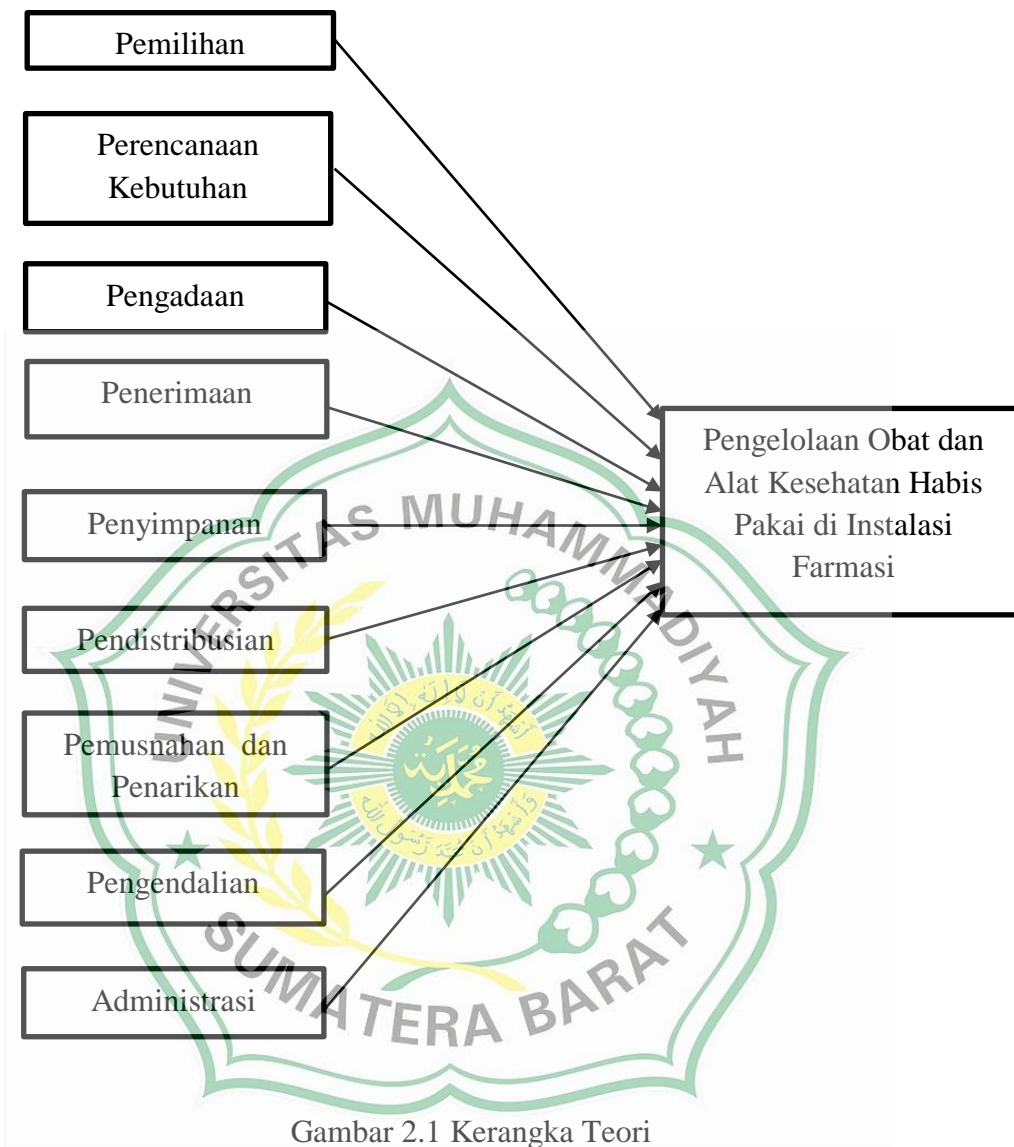 Pemilihan
Perencanaan
Kebutuhan
Pengadaan
Penerimaan
Penyimpanan
Pendistribusian
Pemusnahan dan
Penarikan
Pengendalian
Administrasi
Pengelolaan Obat dan
Alat Kesehatan Habis
Pakai di Instalasi
Farmasi
UNIVERSITAS MUHAMMADIYAH
SUMATERA BARAT
Gambar 2.1 Kerangka Teori